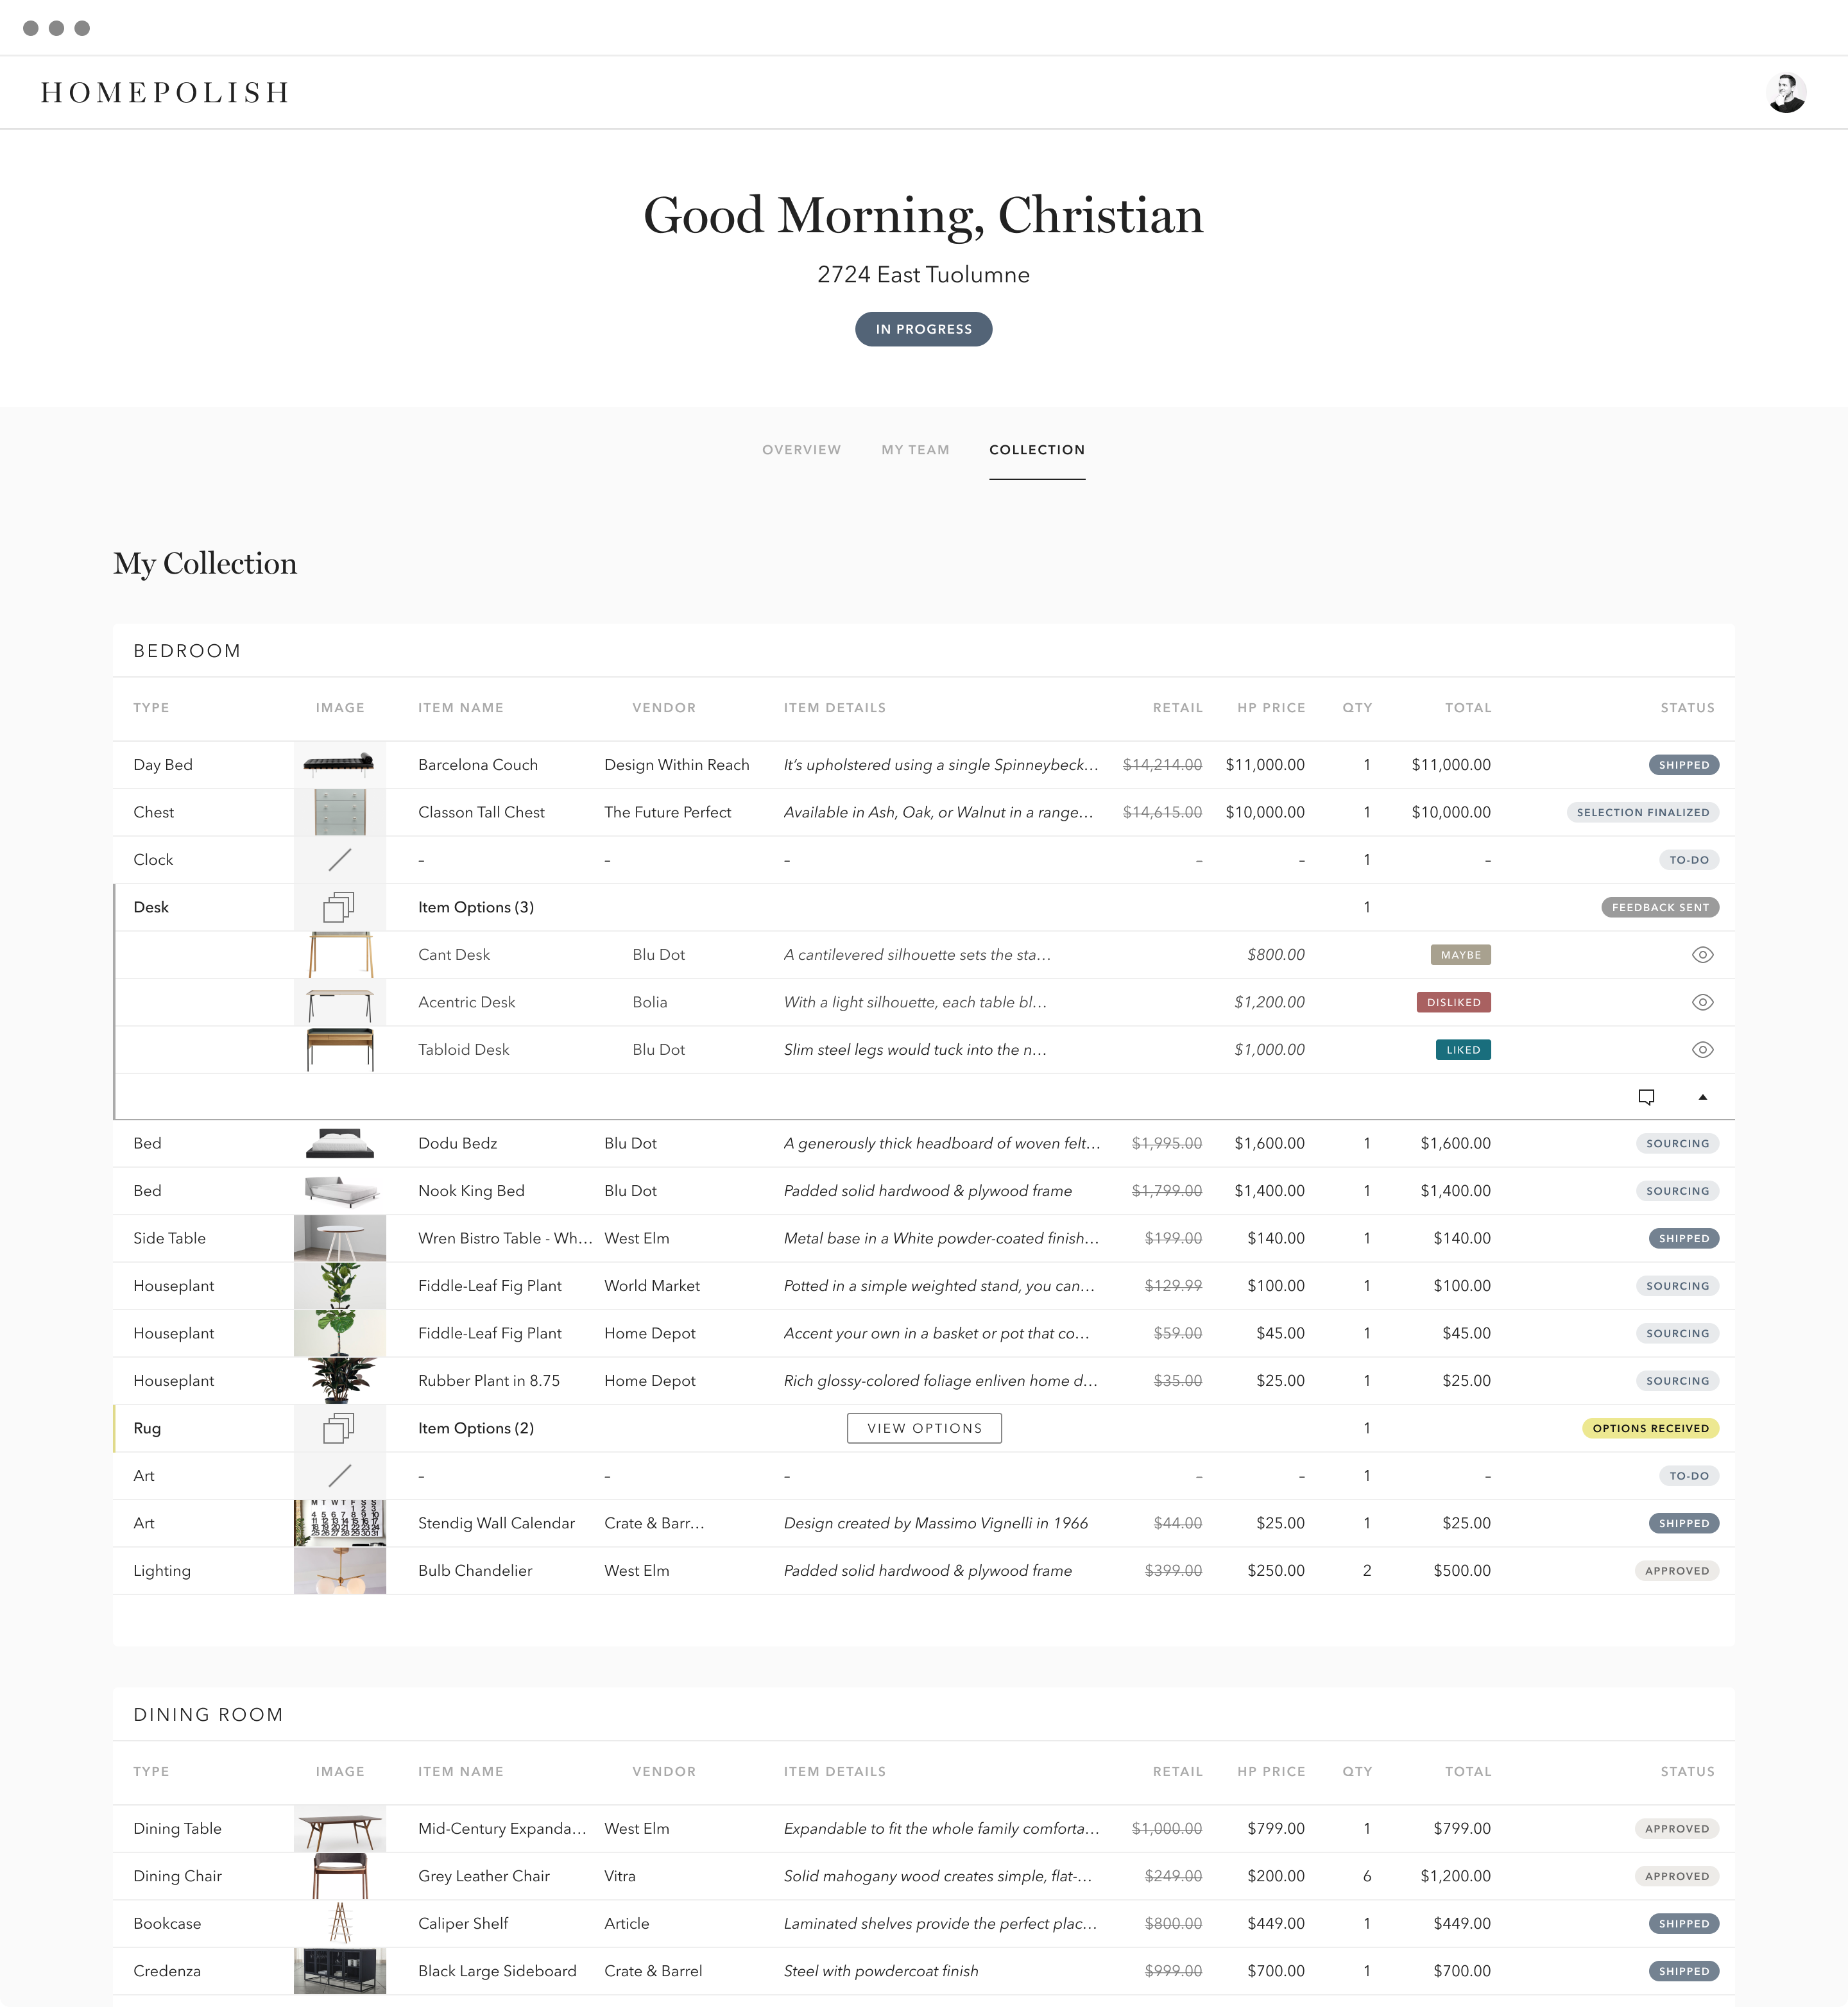 HOMEPOLISH
Good Morning, Christian
2724 East Tuolumne
IN PROGRESS
OVERVIEW MY TEAM COLLECTION
My Collection
BEDROOM
TYPE IMAGE ITEM NAME VENDOR ITEM DETAILS RETAIL HP PRICE QTY TOTAL STATUS
Day Bed Barcelona Couch Design Within Reach It's upholstered using a single Spinneybeck... $14,214.00 $11,000.00 1 $11,000.00 SHIPPED
Chest Classon Tall Chest The Future Perfect Available in Ash, Oak, or Walnut in a range... $14,615.00 $10,000.00 1 $10,000.00 SELECTION FINALIZED
Clock – – – – – 1 – TO-DO
Desk Item Options (3) 1 FEEDBACK SENT
Cant Desk Blu Dot A cantilevered silhouette sets the sta... $800.00 MAYBE
Acentric Desk Bolia With a light silhouette, each table bl... $1,200.00 DISLIKED
Tabloid Desk Blu Dot Slim steel legs would tuck into the n... $1,000.00 LIKED
Bed Dodu Bedz Blu Dot A generously thick headboard of woven felt... $1,995.00 $1,600.00 1 $1,600.00 SOURCING
Bed Nook King Bed Blu Dot Padded solid hardwood & plywood frame $1,799.00 $1,400.00 1 $1,400.00 SOURCING
Side Table Wren Bistro Table - Wh... West Elm Metal base in a White powder-coated finish... $199.00 $140.00 1 $140.00 SHIPPED
Houseplant Fiddle-Leaf Fig Plant World Market Potted in a simple weighted stand, you can... $129.99 $100.00 1 $100.00 SOURCING
Houseplant Fiddle-Leaf Fig Plant Home Depot Accent your own in a basket or pot that co... $59.00 $45.00 1 $45.00 SOURCING
Houseplant Rubber Plant in 8.75 Home Depot Rich glossy-colored foliage enliven home d... $35.00 $25.00 1 $25.00 SOURCING
Rug Item Options (2) VIEW OPTIONS 1 OPTIONS RECEIVED
Art – – – – – 1 – TO-DO
Art Stendig Wall Calendar Crate & Barr... Design created by Massimo Vignelli in 1966 $44.00 $25.00 1 $25.00 SHIPPED
Lighting Bulb Chandelier West Elm Padded solid hardwood & plywood frame $399.00 $250.00 2 $500.00 APPROVED
DINING ROOM
TYPE IMAGE ITEM NAME VENDOR ITEM DETAILS RETAIL HP PRICE QTY TOTAL STATUS
Dining Table Mid-Century Expanda... West Elm Expandable to fit the whole family comforta... $1,000.00 $799.00 1 $799.00 APPROVED
Dining Chair Grey Leather Chair Vitra Solid mahogany wood creates simple, flat-... $249.00 $200.00 6 $1,200.00 APPROVED
Bookcase Caliper Shelf Article Laminated shelves provide the perfect plac... $800.00 $449.00 1 $449.00 SHIPPED
Credenza Black Large Sideboard Crate & Barrel Steel with powdercoat finish $999.00 $700.00 1 $700.00 SHIPPED